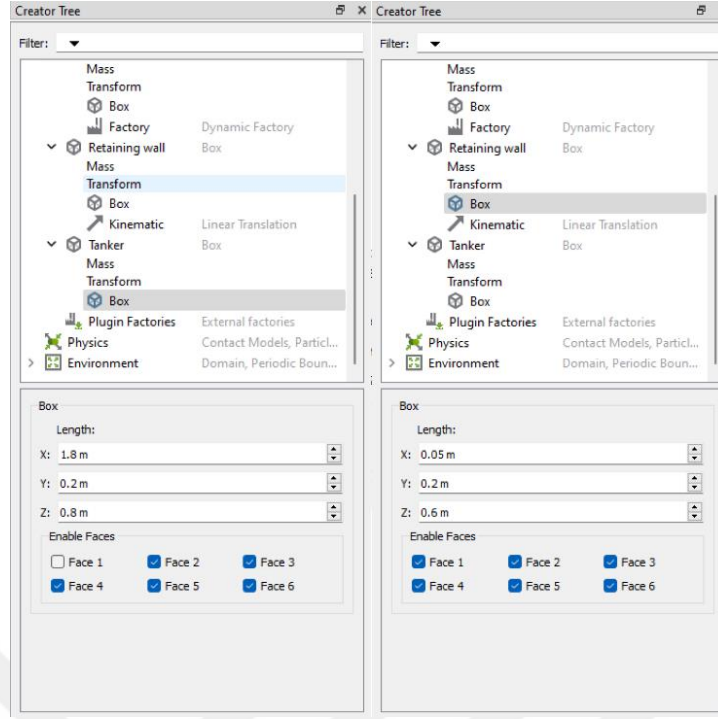 Creator Tree
Filter:
Mass
Transform
Box
Factory Dynamic Factory
Retaining wall Box
Mass
Transform
Box
Kinematic Linear Translation
Tanker Box
Mass
Transform
Box
Plugin Factories External factories
Physics Contact Models, Particl...
Environment Domain, Periodic Boun...
Box
Length:
X: 1.8 m
Y: 0.2 m
Z: 0.8 m
Enable Faces
Face 1 Face 2 Face 3
Face 4 Face 5 Face 6
Creator Tree
Filter:
Mass
Transform
Box
Factory Dynamic Factory
Retaining wall Box
Mass
Transform
Box
Kinematic Linear Translation
Tanker Box
Mass
Transform
Box
Plugin Factories External factories
Physics Contact Models, Particl...
Environment Domain, Periodic Boun...
Box
Length:
X: 0.05 m
Y: 0.2 m
Z: 0.6 m
Enable Faces
Face 1 Face 2 Face 3
Face 4 Face 5 Face 6